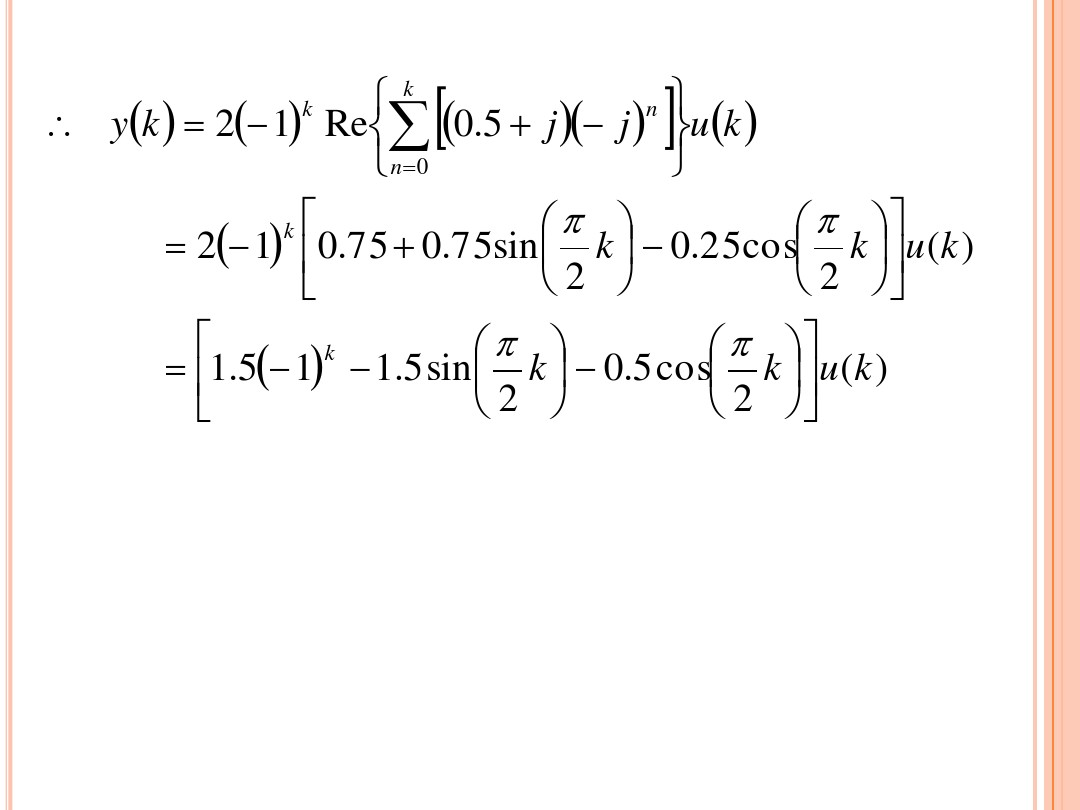 ∴ y(k) = 2(−1)^k Re{∑_{n=0}^{k} [(0.5 + j)(− j)^n]}u(k)
= 2(−1)^k [0.75 + 0.75sin(π/2 k) − 0.25cos(π/2 k)]u(k)
= [1.5(−1)^k − 1.5sin(π/2 k) − 0.5cos(π/2 k)]u(k)